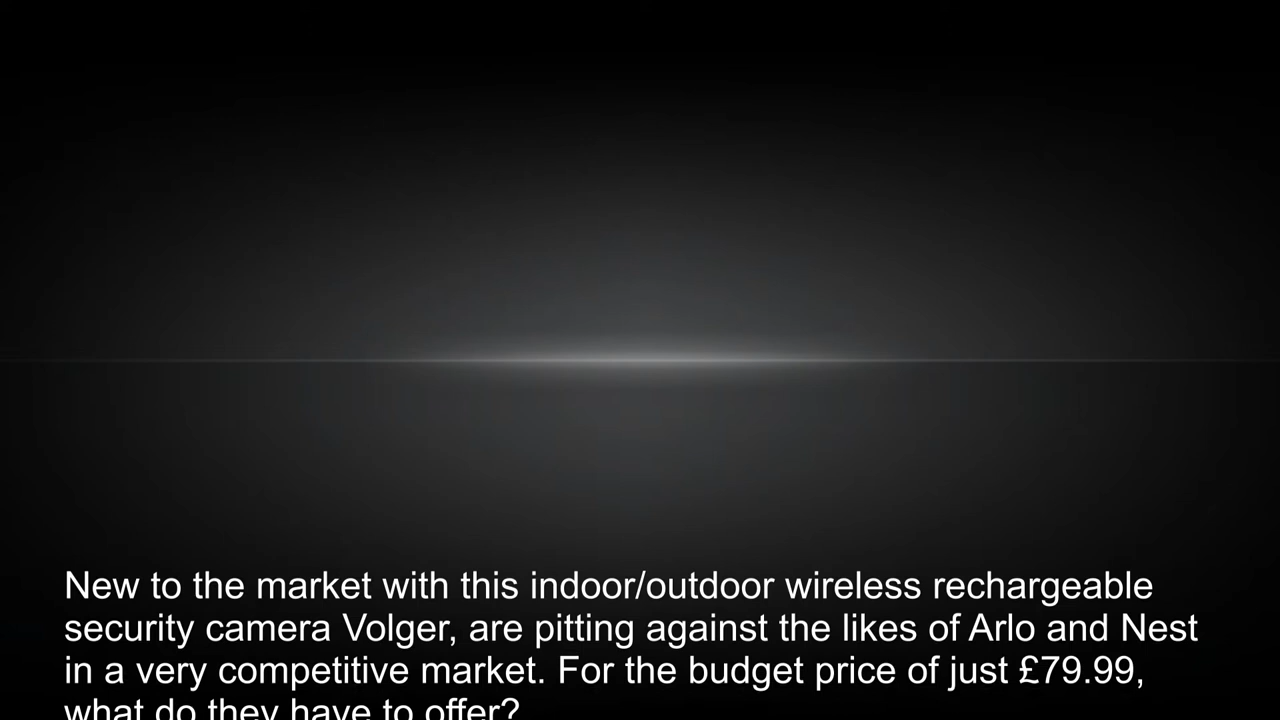 New to the market with this indoor/outdoor wireless rechargeable
security camera Volger, are pitting against the likes of Arlo and Nest
in a very competitive market. For the budget price of just £79.99,
what do they have to offer?